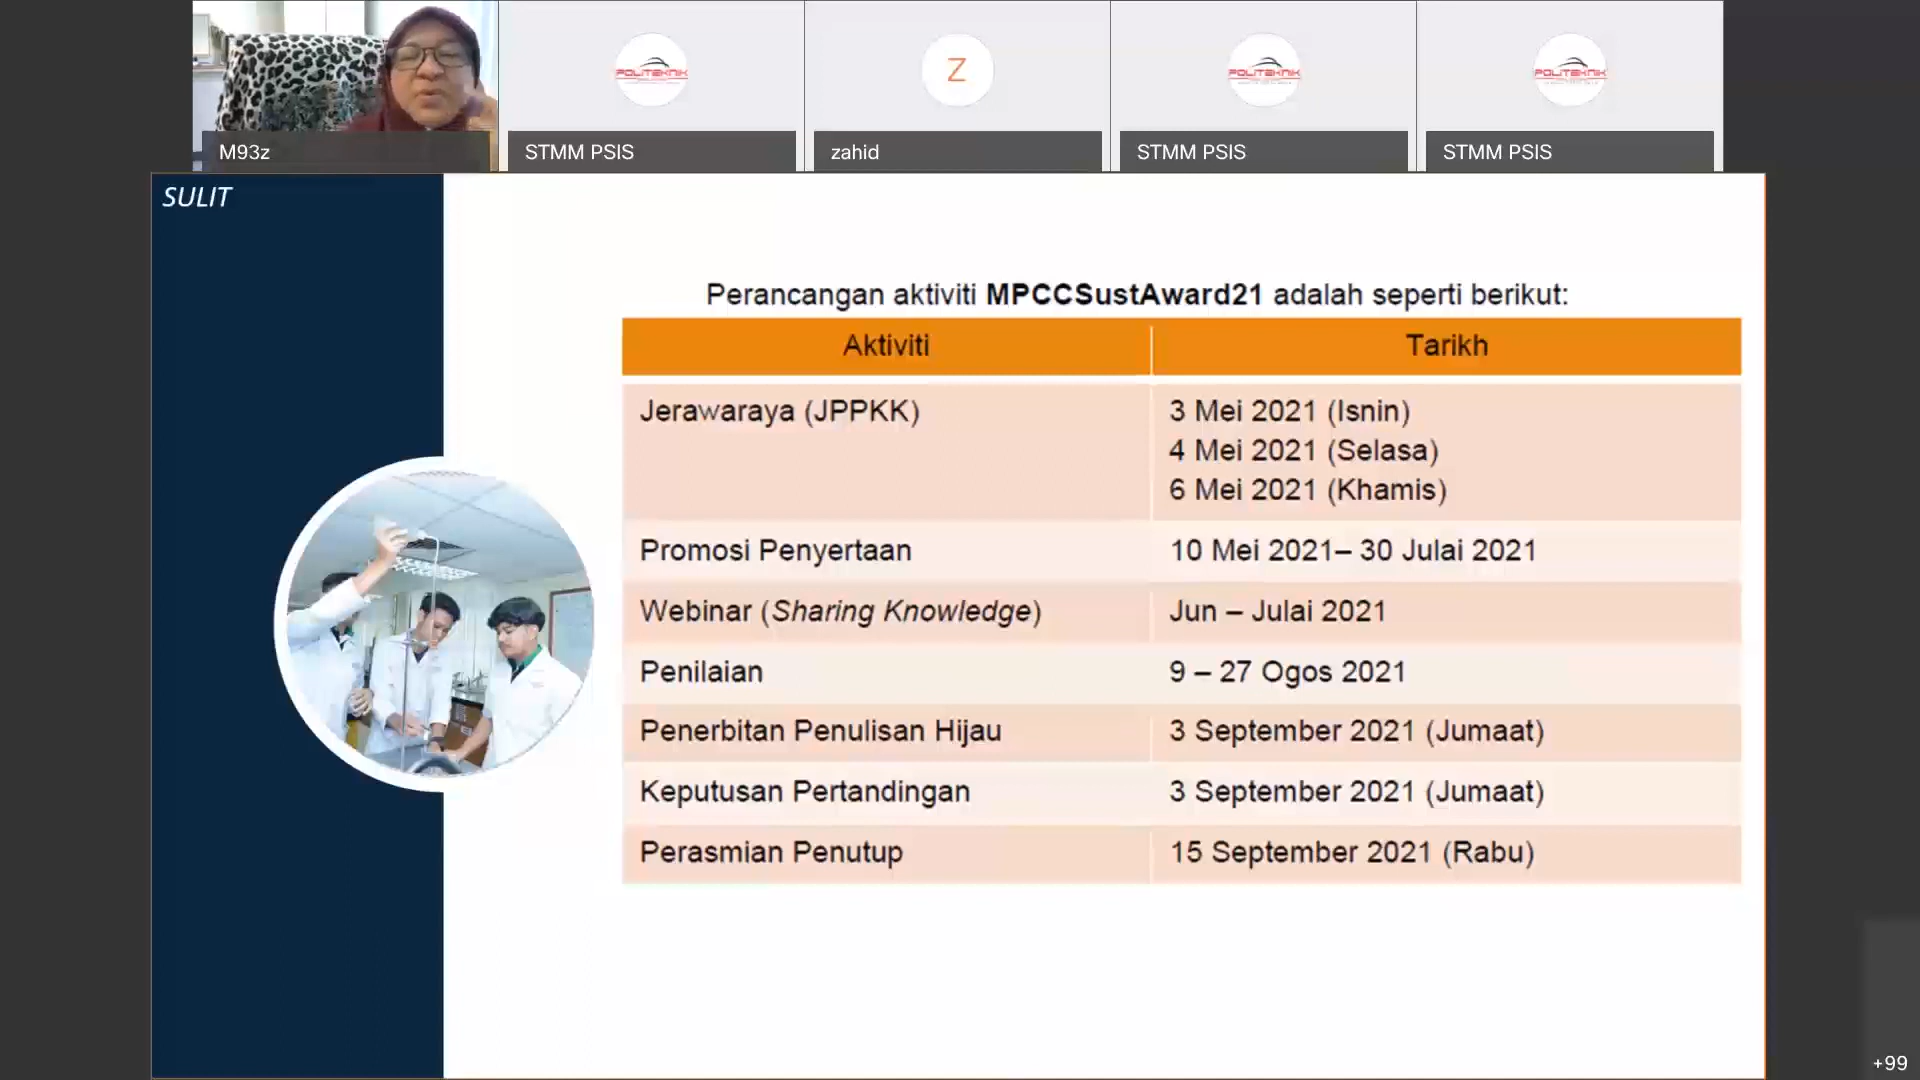 POLITEKNIK
POLITEKNIK
POLITEKNIK
Z
M93z
STMM PSIS
zahid
STMM PSIS
STMM PSIS
SULIT
Perancangan aktiviti MPCCSustAward21 adalah seperti berikut:
Aktiviti Tarikh
Jerawaraya (JPPKK) 3 Mei 2021 (Isnin)
4 Mei 2021 (Selasa)
6 Mei 2021 (Khamis)
Promosi Penyertaan 10 Mei 2021– 30 Julai 2021
Webinar (Sharing Knowledge) Jun – Julai 2021
Penilaian 9 – 27 Ogos 2021
Penerbitan Penulisan Hijau 3 September 2021 (Jumaat)
Keputusan Pertandingan 3 September 2021 (Jumaat)
Perasmian Penutup 15 September 2021 (Rabu)
+99